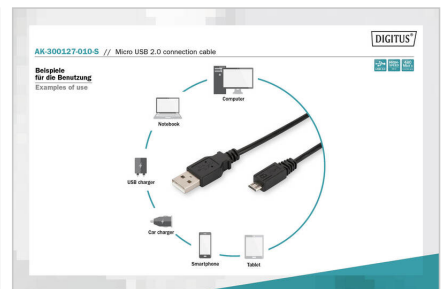 DIGITUS®
AK-300127-010-S // Micro USB 2.0 connection cable
Beispiele
für die Benutzung
Examples of use
Computer
Notebook
USB charger
Car charger
Smartphone
Tablet